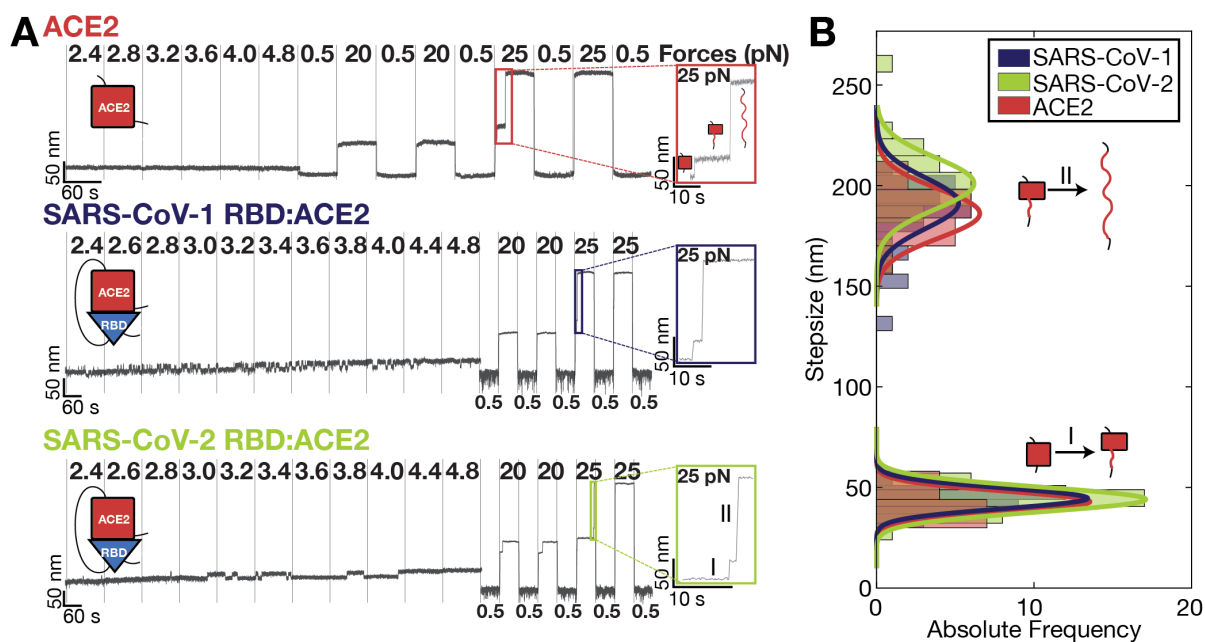 A
ACE2
2.4 2.8 3.2 3.6 4.0 4.8 0.5 20 0.5 20 0.5 25 0.5 25 0.5 Forces (pN)
ACE2
50 nm
60 s
25 pN
50 nm
10 s
SARS-CoV-1 RBD:ACE2
2.4 2.6 2.8 3.0 3.2 3.4 3.6 3.8 4.0 4.4 4.8 20 20 25 25
ACE2
RBD
50 nm
60 s
0.5 0.5 0.5 0.5 0.5
25 pN
50 nm
10 s
SARS-CoV-2 RBD:ACE2
2.4 2.6 2.8 3.0 3.2 3.4 3.6 3.8 4.0 4.4 4.8 20 20 25 25
ACE2
RBD
50 nm
60 s
0.5 0.5 0.5 0.5 0.5
25 pN
II
I
50 nm
10 s
B
SARS-CoV-1
SARS-CoV-2
ACE2
II
I
Stepsize (nm)
250
200
150
100
50
0
0 10 20
Absolute Frequency